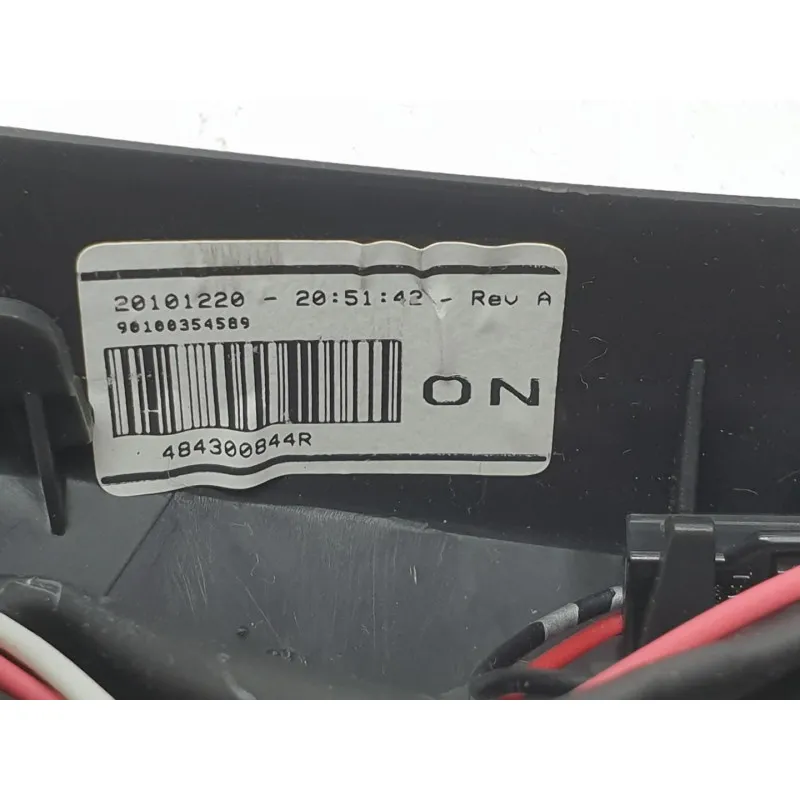 20101220 - 20:51:42 - Rev A
90100354589
ON
484300844R